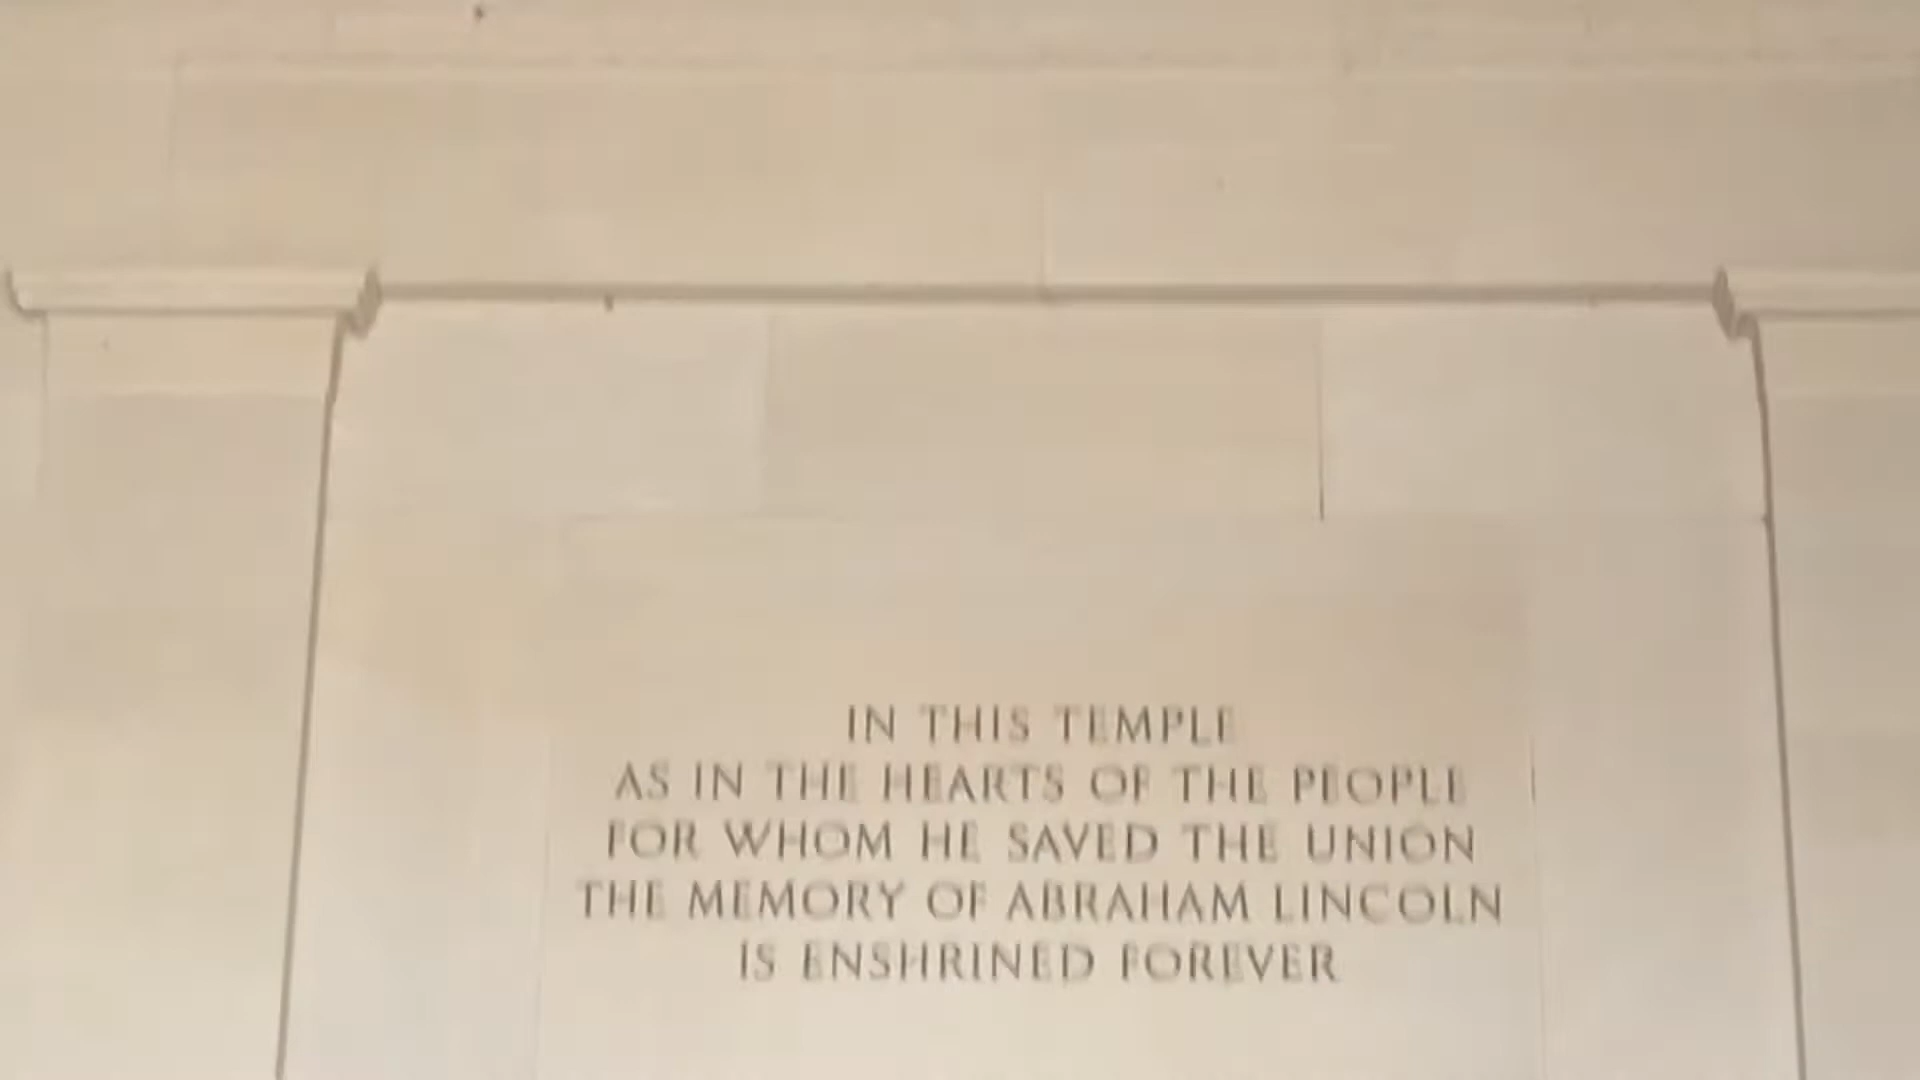 IN THIS TEMPLE
AS IN THE HEARTS OF THE PEOPLE
FOR WHOM HE SAVED THE UNION
THE MEMORY OF ABRAHAM LINCOLN
IS ENSHRINED FOREVER